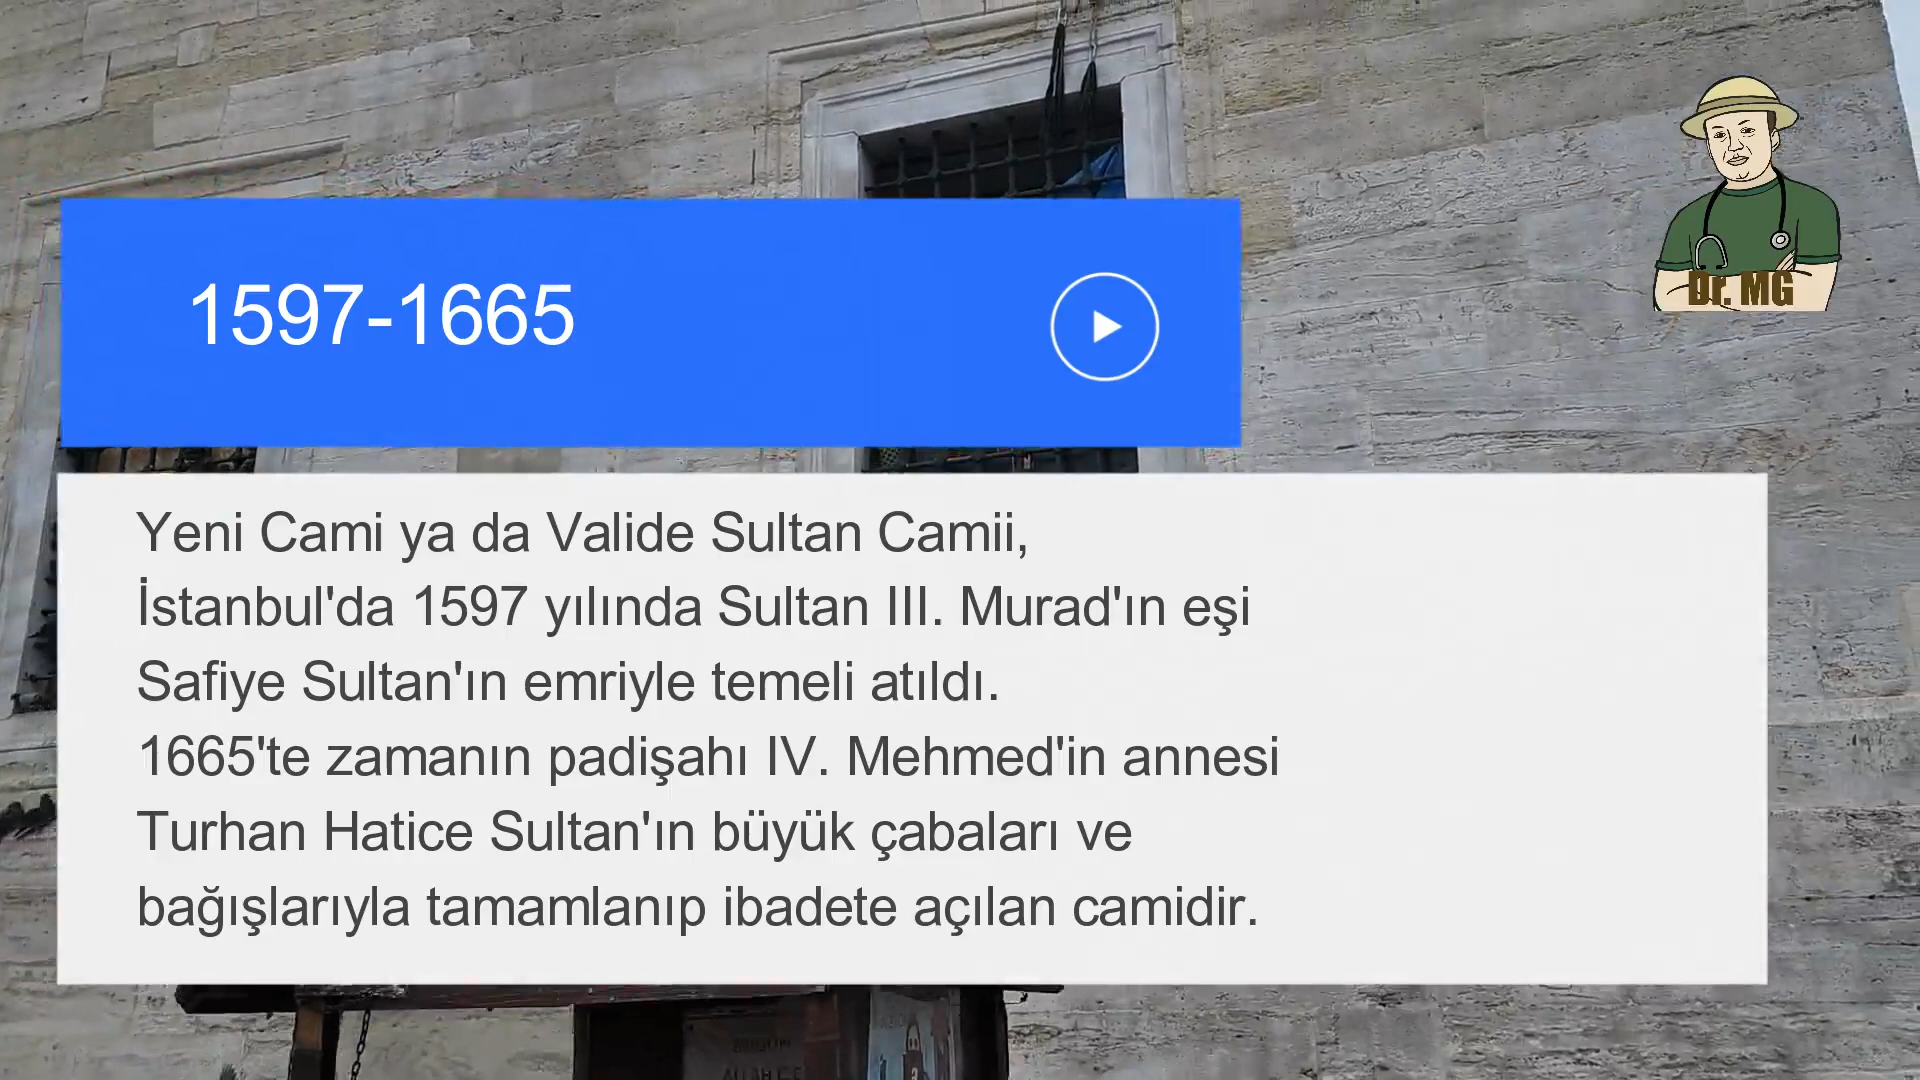 1597-1665
Dr. MG
Yeni Cami ya da Valide Sultan Camii,
İstanbul'da 1597 yılında Sultan III. Murad'ın eşi
Safiye Sultan'ın emriyle temeli atıldı.
1665'te zamanın padişahı IV. Mehmed'in annesi
Turhan Hatice Sultan'ın büyük çabaları ve
bağışlarıyla tamamlanıp ibadete açılan camidir.